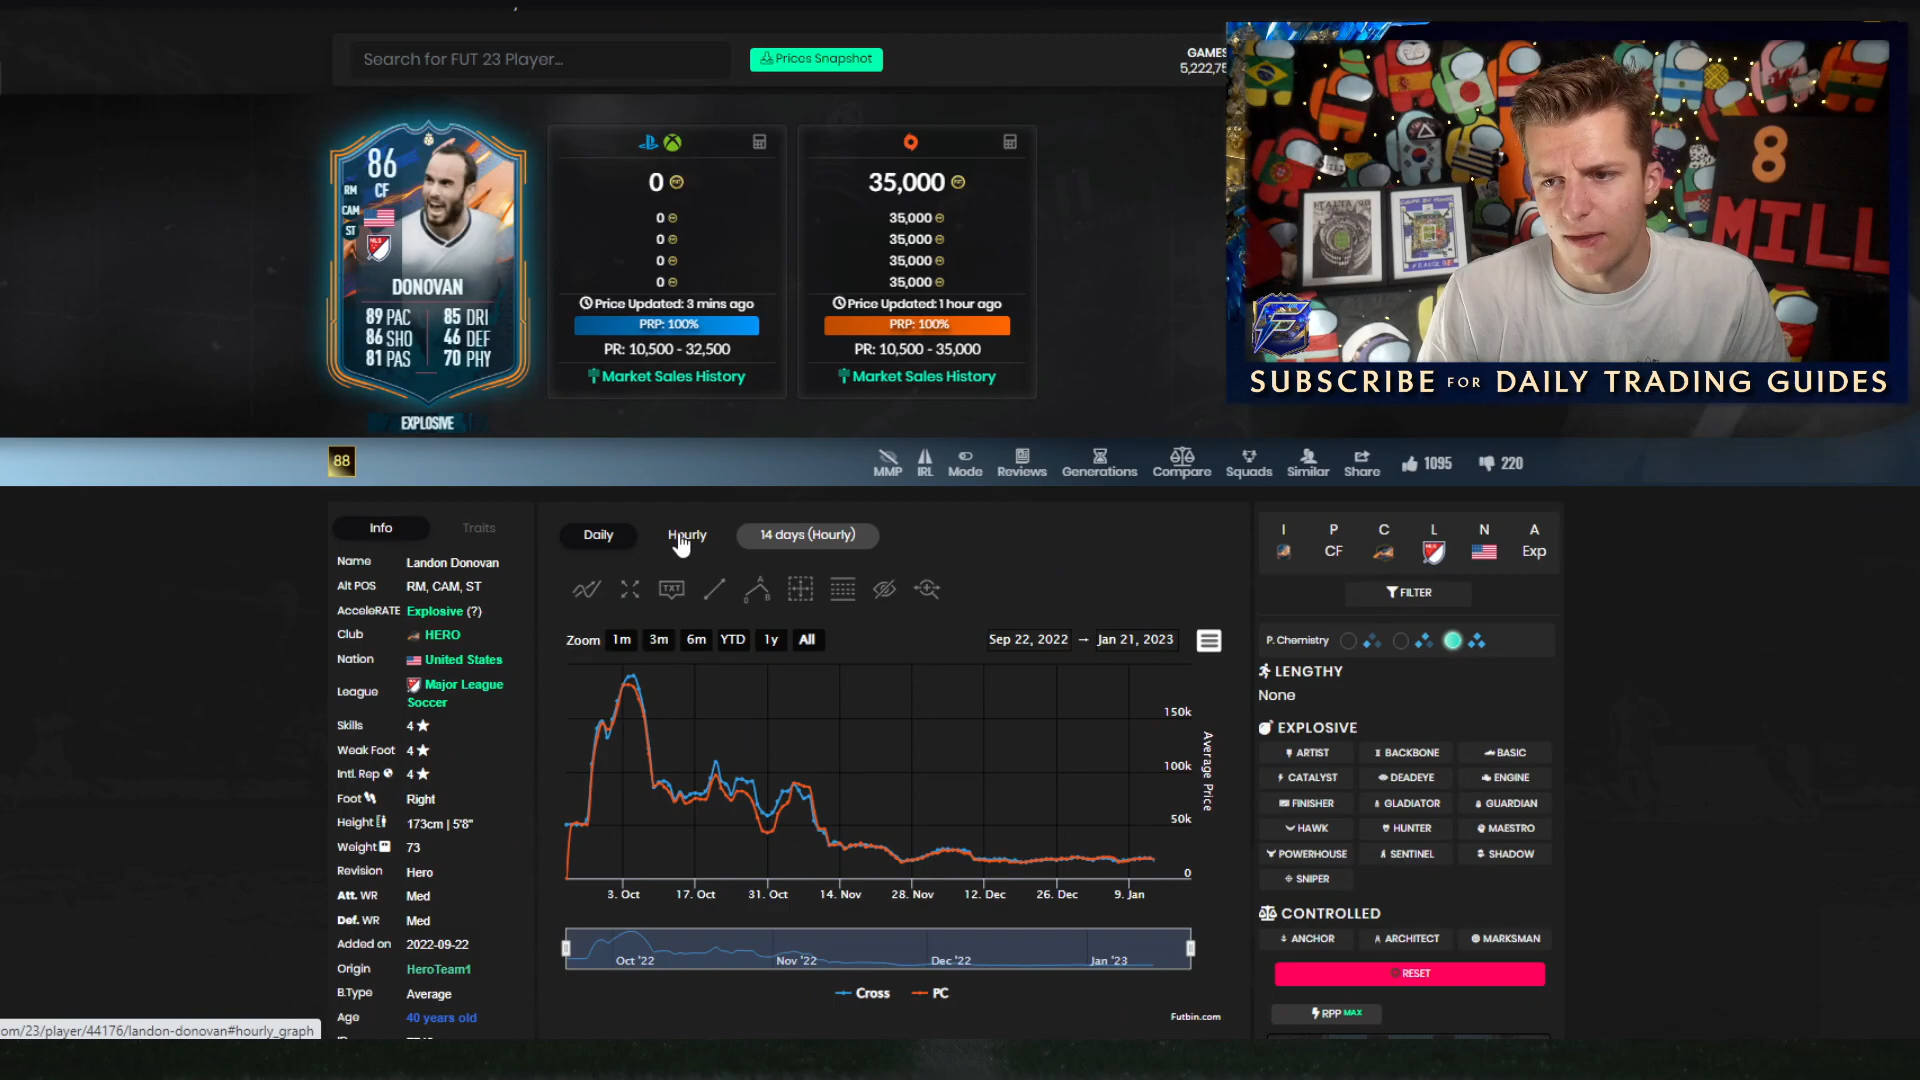 Search for FUT 23 Player...
Prices Snapshot
GAMES
5,222,75
86
CF
RM
CAM
ST
DONOVAN
89 PAC 85 DRI
86 SHO 46 DEF
81 PAS 70 PHY
EXPLOSIVE
0
0
0
0
0
Price Updated: 3 mins ago
PRP: 100%
PR: 10,500 - 32,500
Market Sales History
35,000
35,000
35,000
35,000
35,000
Price Updated: 1 hour ago
PRP: 100%
PR: 10,500 - 35,000
Market Sales History
8
MILL
SUBSCRIBE FOR DAILY TRADING GUIDES
88
MMP IRL Mode Reviews Generations Compare Squads Similar Share 1095 220
Info Traits
Name Landon Donovan
Alt POS RM, CAM, ST
AcceleRATE Explosive (?)
Club HERO
Nation United States
League Major League
Soccer
Skills 4
Weak Foot 4
Intl. Rep 4
Foot Right
Height 173cm | 5'8"
Weight 73
Revision Hero
Att. WR Med
Def. WR Med
Added on 2022-09-22
Origin HeroTeam1
B.Type Average
Age 40 years old
om/23/player/44176/landon-donovan#hourly_graph
Daily Hourly 14 days (Hourly)
TXT
Zoom 1m 3m 6m YTD 1y All
Sep 22, 2022 → Jan 21, 2023
150k
100k
50k
0
Average Price
3. Oct 17. Oct 31. Oct 14. Nov 28. Nov 12. Dec 26. Dec 9. Jan
Oct '22 Nov '22 Dec '22 Jan '23
Cross PC
Futbin.com
I P C L N A
CF Exp
FILTER
P. Chemistry
LENGTHY
None
EXPLOSIVE
ARTIST BACKBONE BASIC
CATALYST DEADEYE ENGINE
FINISHER GLADIATOR GUARDIAN
HAWK HUNTER MAESTRO
POWERHOUSE SENTINEL SHADOW
SNIPER
CONTROLLED
ANCHOR ARCHITECT MARKSMAN
RESET
RPP MAX